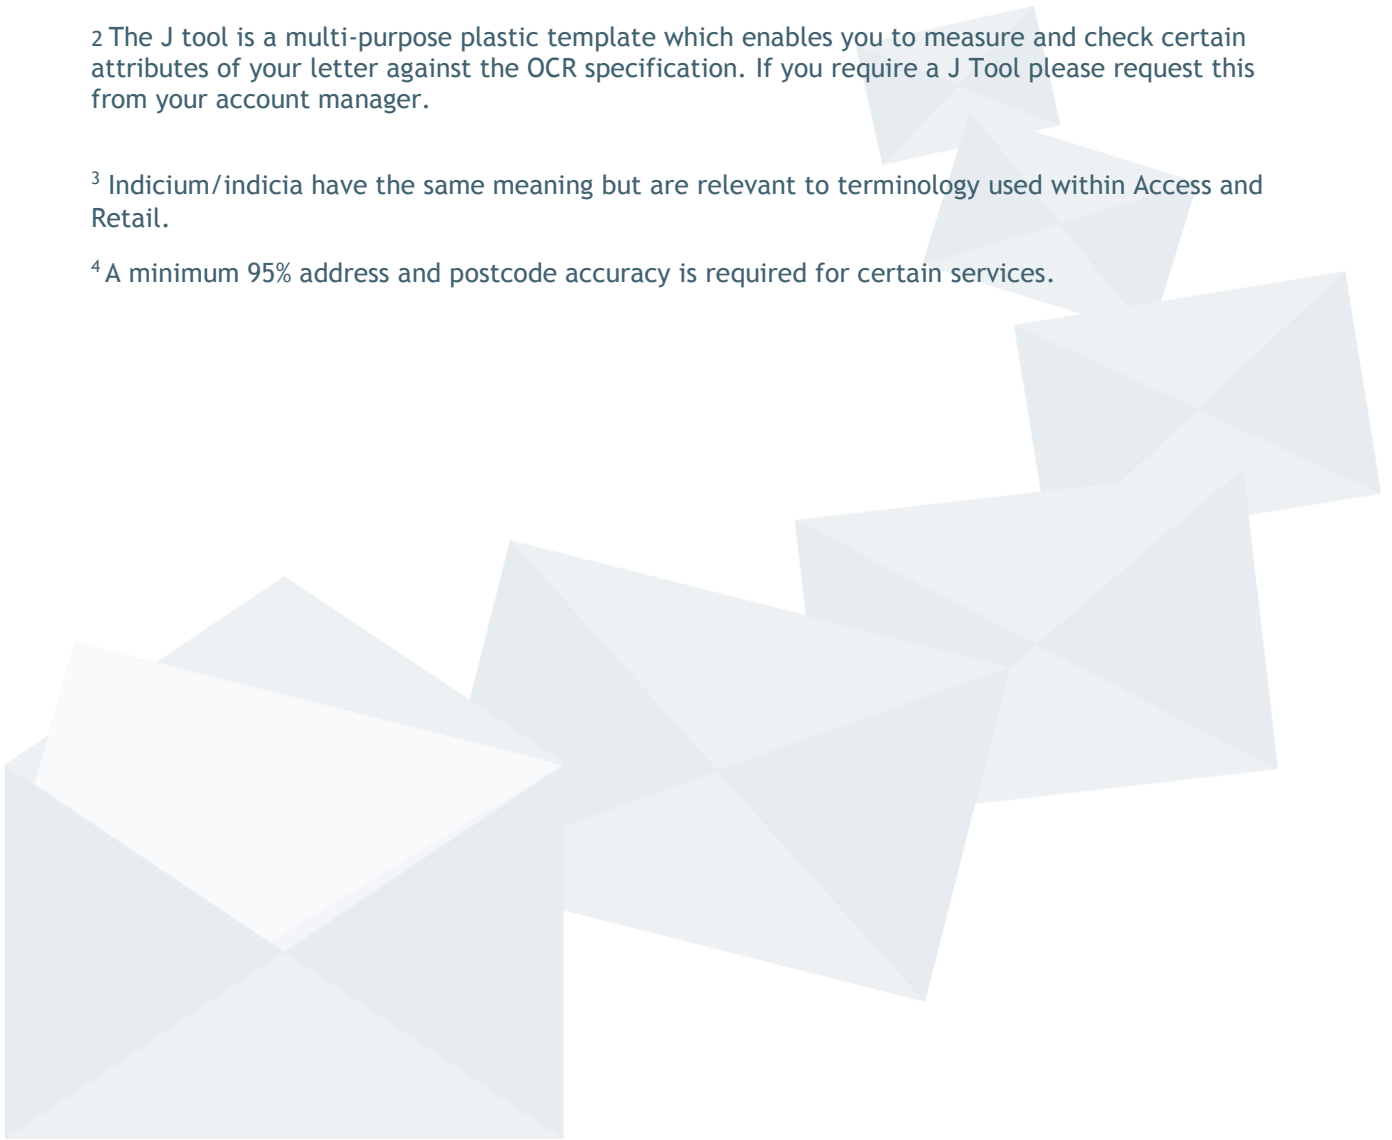 2 The J tool is a multi-purpose plastic template which enables you to measure and check certain
attributes of your letter against the OCR specification. If you require a J Tool please request this
from your account manager.
3 Indicium/indicia have the same meaning but are relevant to terminology used within Access and
Retail.
4 A minimum 95% address and postcode accuracy is required for certain services.